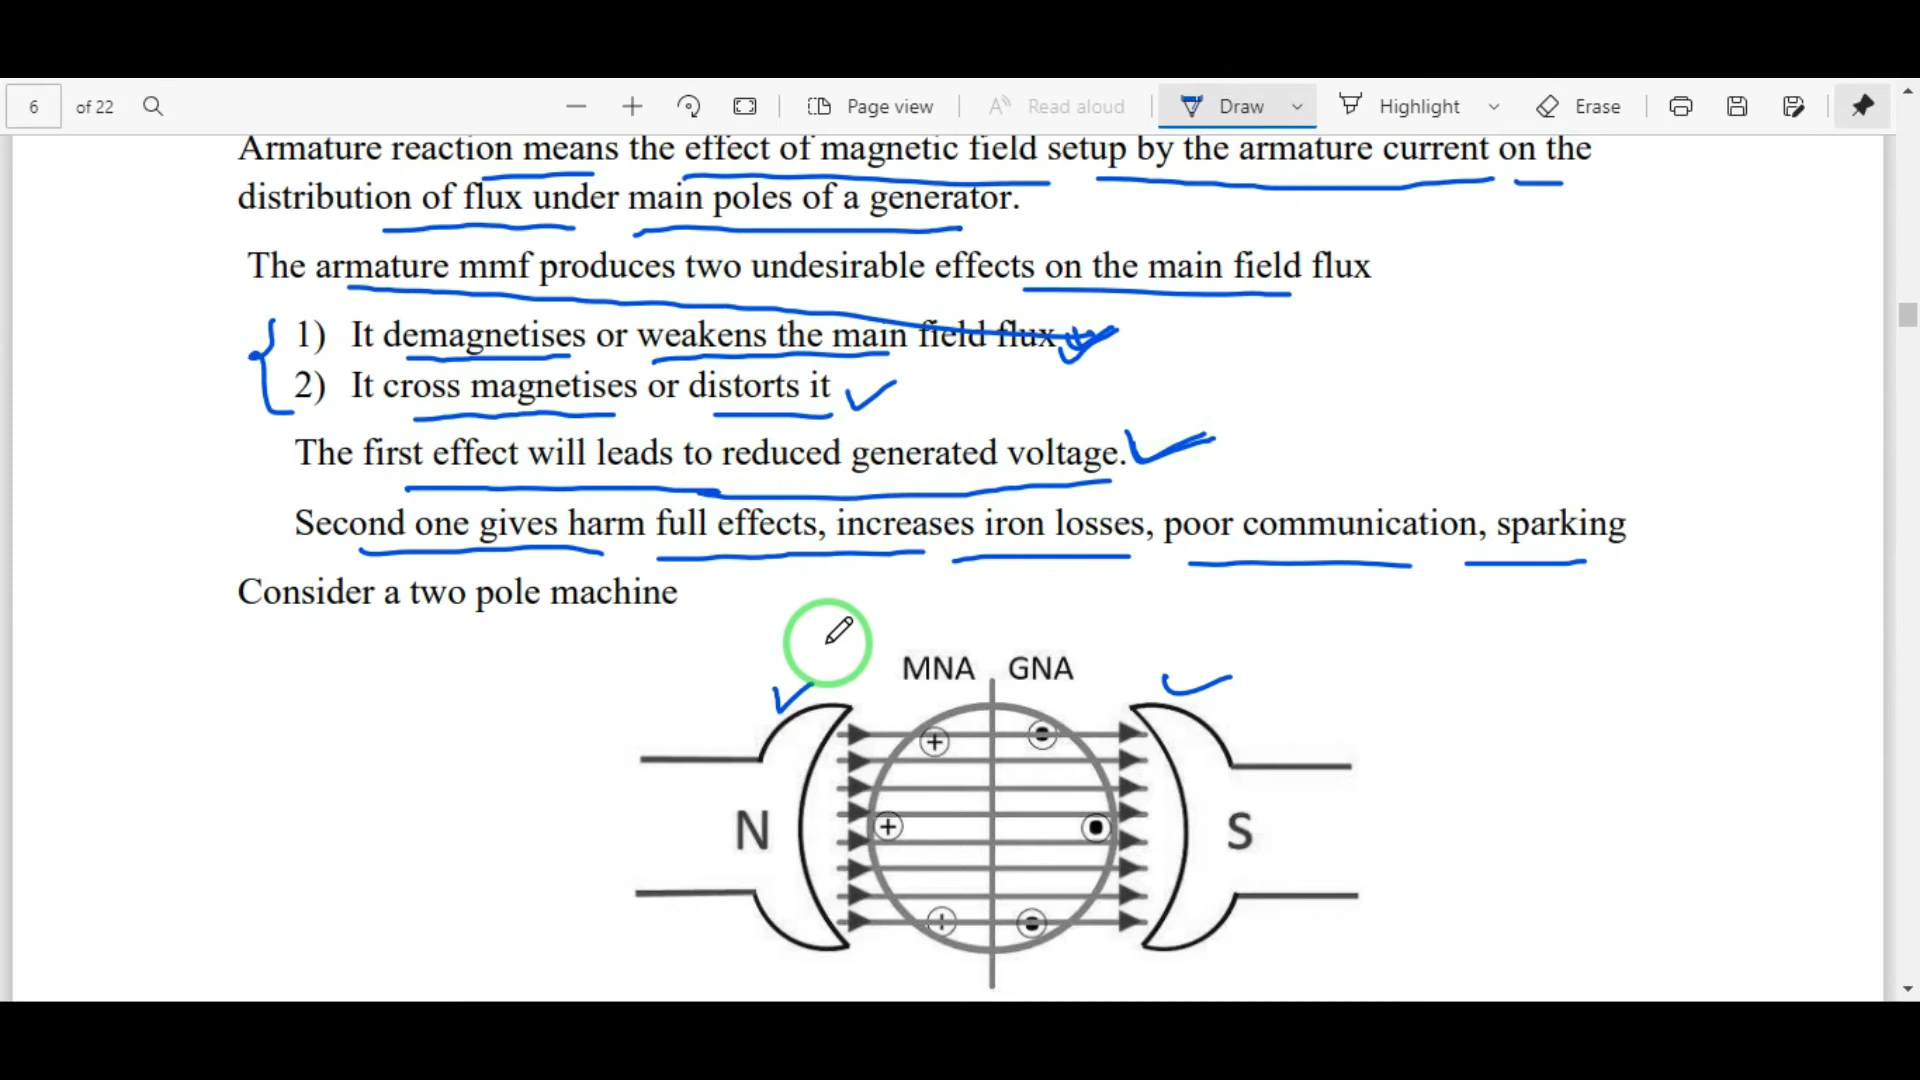 6 of 22 Page view Read aloud Draw Highlight Erase
Armature reaction means the effect of magnetic field setup by the armature current on the
distribution of flux under main poles of a generator.
The armature mmf produces two undesirable effects on the main field flux
1) It demagnetises or weakens the main field flux
2) It cross magnetises or distorts it
The first effect will leads to reduced generated voltage.
Second one gives harm full effects, increases iron losses, poor communication, sparking
Consider a two pole machine
MNA GNA
N S